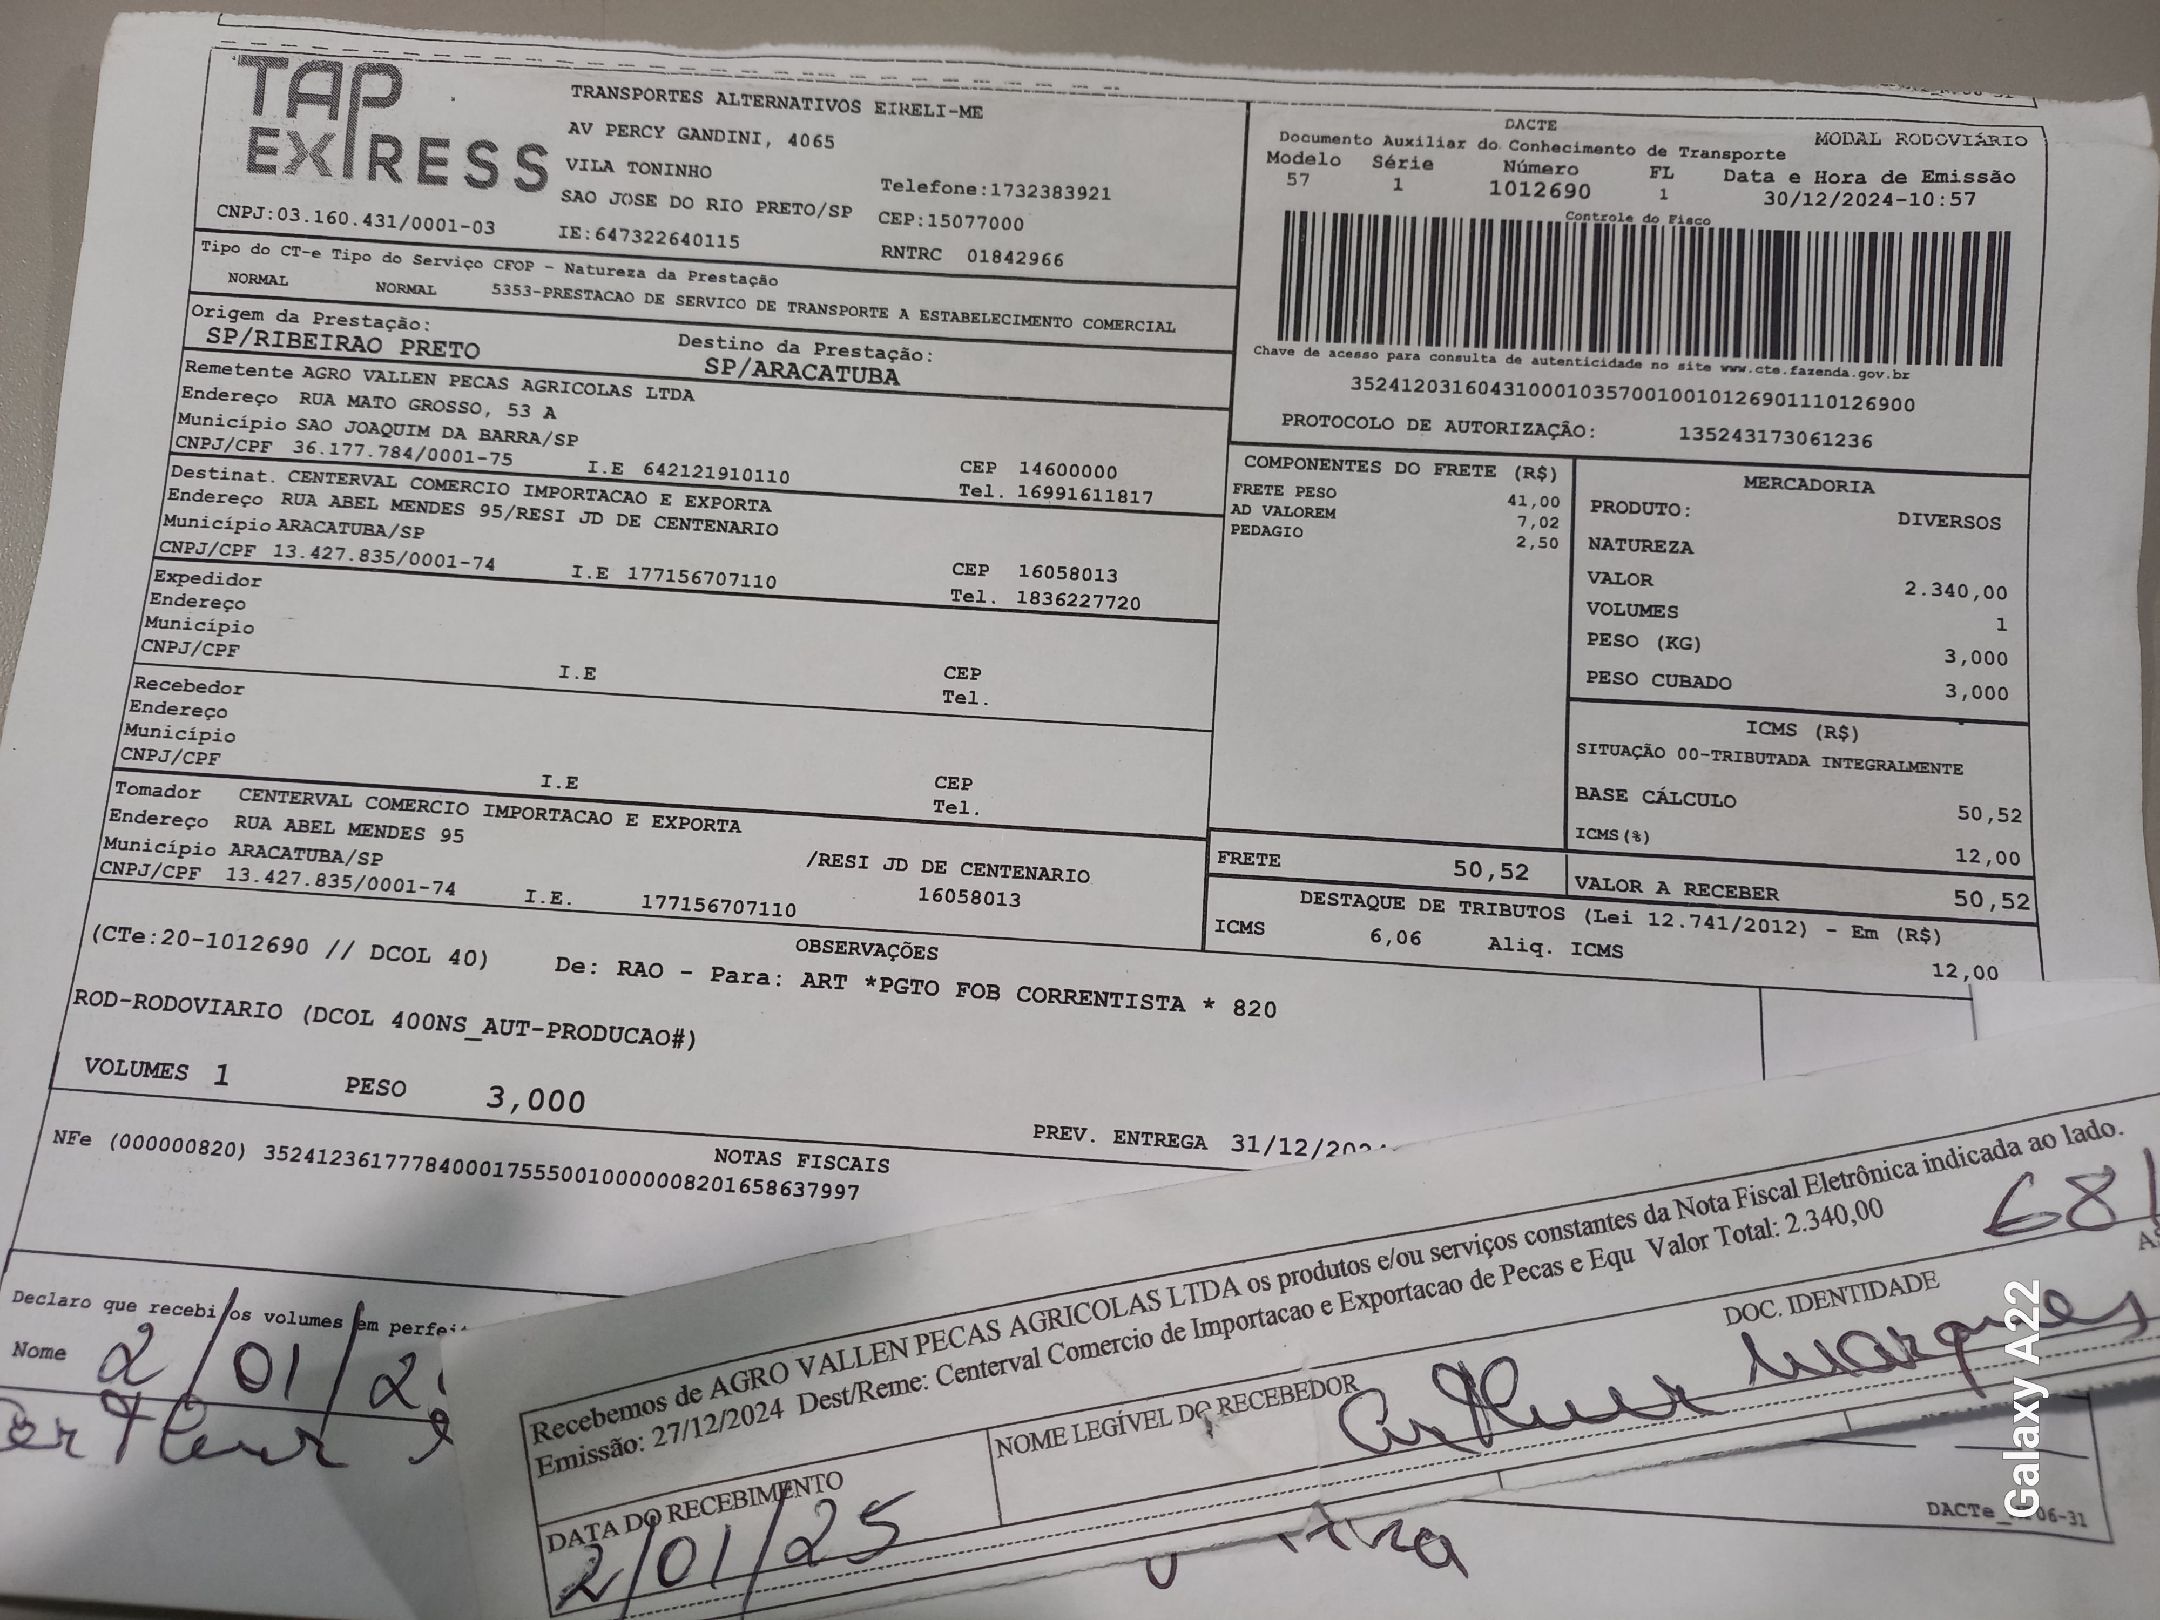 TAP
EXPRESS
TRANSPORTES ALTERNATIVOS EIRELI-ME
AV PERCY GANDINI, 4065
VILA TONINHO
SAO JOSE DO RIO PRETO/SP
Telefone:1732383921
CEP:15077000
CNPJ:03.160.431/0001-03
IE:647322640115
RNTRC 01842966
DACTE
MODAL RODOVIÁRIO
Documento Auxiliar do Conhecimento de Transporte
Modelo Série Número FL Data e Hora de Emissão
57 1 1012690 1 30/12/2024-10:57
Controle do Fisco
Chave de acesso para consulta de autenticidade no site www.cte.fazenda.gov.br
35241203160431000103570010010126901110126900
PROTOCOLO DE AUTORIZAÇÃO: 135243173061236
Tipo do CT-e Tipo do Serviço CFOP - Natureza da Prestação
NORMAL NORMAL 5353-PRESTACAO DE SERVICO DE TRANSPORTE A ESTABELECIMENTO COMERCIAL
Origem da Prestação:
SP/RIBEIRAO PRETO
Destino da Prestação:
SP/ARACATUBA
Remetente AGRO VALLEN PECAS AGRICOLAS LTDA
Endereço RUA MATO GROSSO, 53 A
Município SAO JOAQUIM DA BARRA/SP
CEP 14600000
CNPJ/CPF 36.177.784/0001-75 I.E 642121910110 Tel. 16991611817
Destinat. CENTERVAL COMERCIO IMPORTACAO E EXPORTA
Endereço RUA ABEL MENDES 95/RESI JD DE CENTENARIO
Município ARACATUBA/SP
CEP 16058013
CNPJ/CPF 13.427.835/0001-74 I.E 177156707110 Tel. 1836227720
Expedidor
Endereço
Município
CEP
CNPJ/CPF I.E Tel.
Recebedor
Endereço
Município
CEP
CNPJ/CPF I.E Tel.
Tomador CENTERVAL COMERCIO IMPORTACAO E EXPORTA
Endereço RUA ABEL MENDES 95 /RESI JD DE CENTENARIO
Município ARACATUBA/SP
16058013
CNPJ/CPF 13.427.835/0001-74 I.E. 177156707110
COMPONENTES DO FRETE (R$)
FRETE PESO 41,00
AD VALOREM 7,02
PEDAGIO 2,50
MERCADORIA
PRODUTO: DIVERSOS
NATUREZA
VALOR 2.340,00
VOLUMES 1
PESO (KG) 3,000
PESO CUBADO 3,000
ICMS (R$)
SITUAÇÃO 00-TRIBUTADA INTEGRALMENTE
BASE CÁLCULO 50,52
ICMS(%) 12,00
FRETE 50,52
VALOR A RECEBER 50,52
DESTAQUE DE TRIBUTOS (Lei 12.741/2012) - Em (R$)
ICMS 6,06 Aliq. ICMS 12,00
OBSERVAÇÕES
(CTe:20-1012690 // DCOL 40) De: RAO - Para: ART *PGTO FOB CORRENTISTA * 820
ROD-RODOVIARIO (DCOL 400NS_AUT-PRODUCAO#)
VOLUMES 1 PESO 3,000
PREV. ENTREGA 31/12/
NOTAS FISCAIS
NFe (000000820) 35241236177784000175550010000008201658637997
Declaro que recebi os volumes em
Nome 2/01/2
Recebemos de AGRO VALLEN PECAS AGRICOLAS LTDA os produtos e/ou serviços constantes da Nota Fiscal Eletrônica indicada ao lado.
Emissão: 27/12/2024 Dest/Reme: Centerval Comercio de Importacao e Exportacao de Pecas e Equ Valor Total: 2.340,00
DATA DO RECEBIMENTO
2/01/25
NOME LEGÍVEL DO RECEBEDOR
Arthur Marques
DOC. IDENTIDADE
681
Galaxy A22